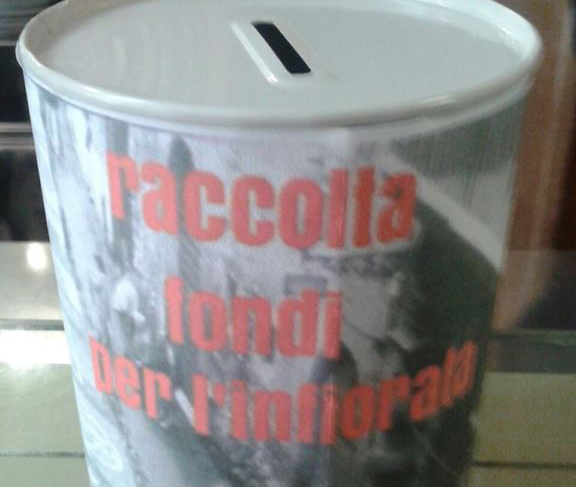 raccolta
fondi
per l'infiorata